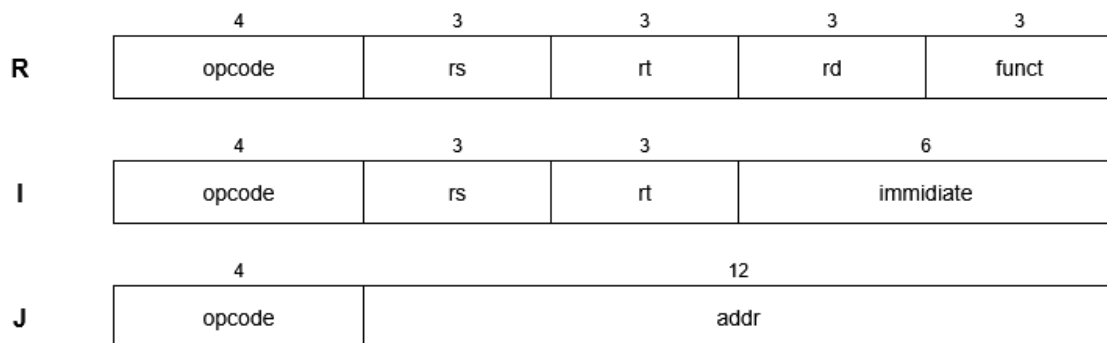 4 3 3 3 3
R opcode rs rt rd funct
4 3 3 6
I opcode rs rt immidiate
4 12
J opcode addr